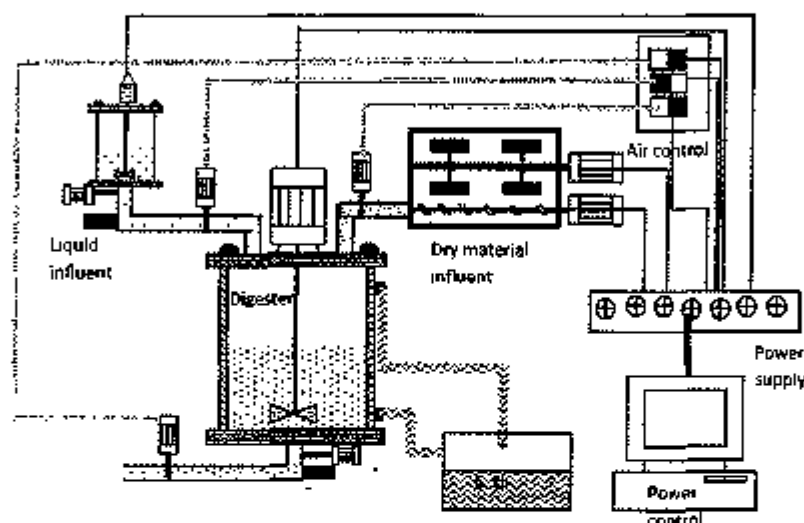 Air control
Liquid
influent
Dry material
influent
Digester
Power
supply
Power
control